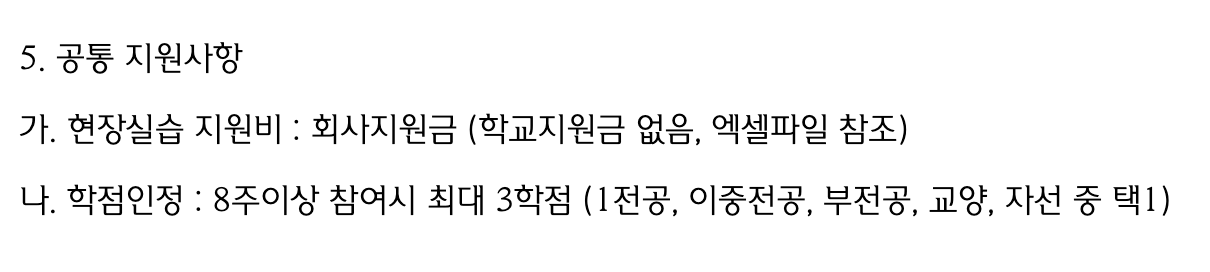 5. 공통 지원사항
가. 현장실습 지원비 : 회사지원금 (학교지원금 없음, 엑셀파일 참조)
나. 학점인정 : 8주이상 참여시 최대 3학점 (1전공, 이중전공, 부전공, 교양, 자선 중 택1)